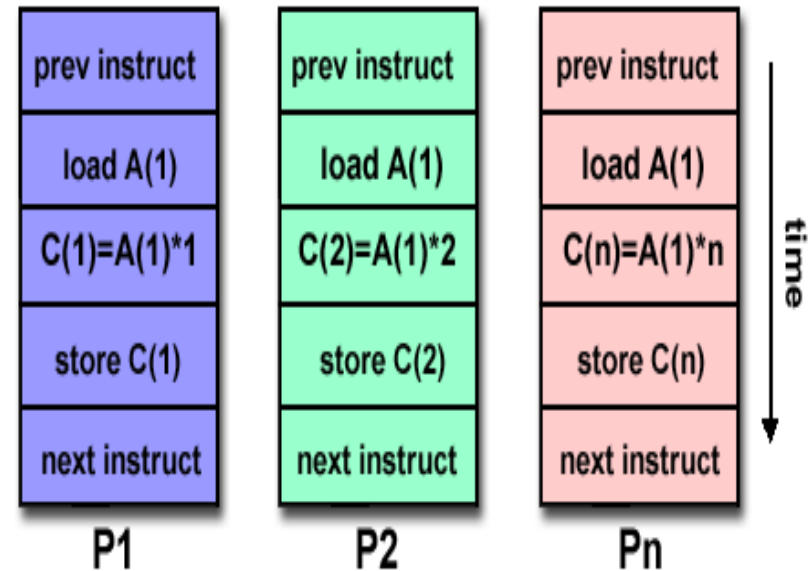 prev instruct
load A(1)
C(1)=A(1)*1
store C(1)
next instruct
P1
prev instruct
load A(1)
C(2)=A(1)*2
store C(2)
next instruct
P2
prev instruct
load A(1)
C(n)=A(1)*n
store C(n)
next instruct
Pn
time